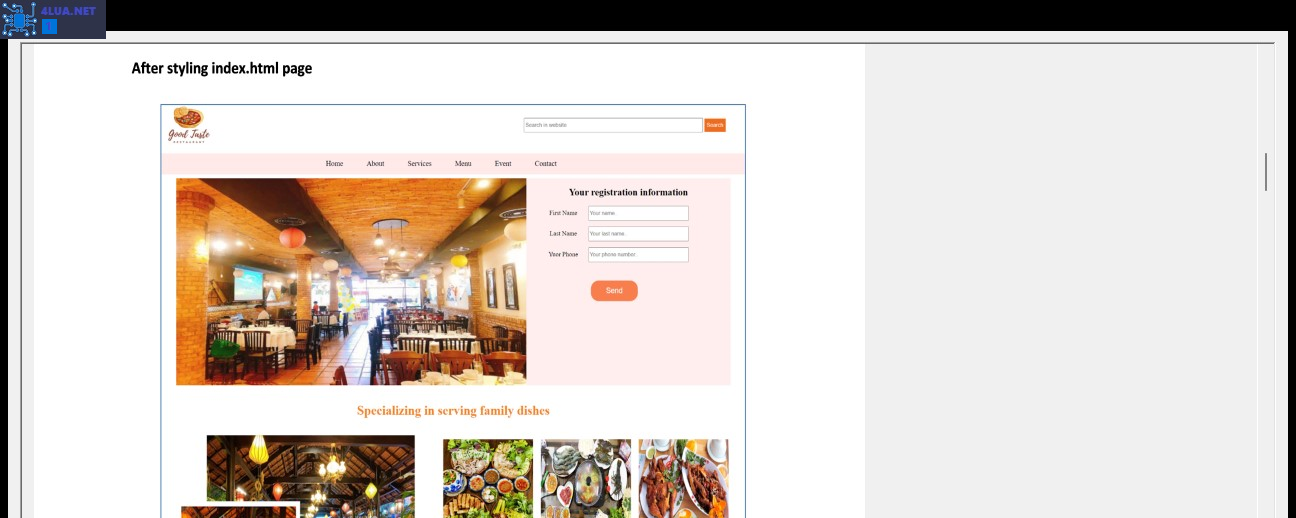 4LUA.NET
1
After styling index.html page
Good Taste
RESTAURANT
Search in website
Search
Home About Services Menu Event Contact
Your registration information
First Name Your name.
Last Name Your last name.
Your Phone Your phone number.
Send
Specializing in serving family dishes